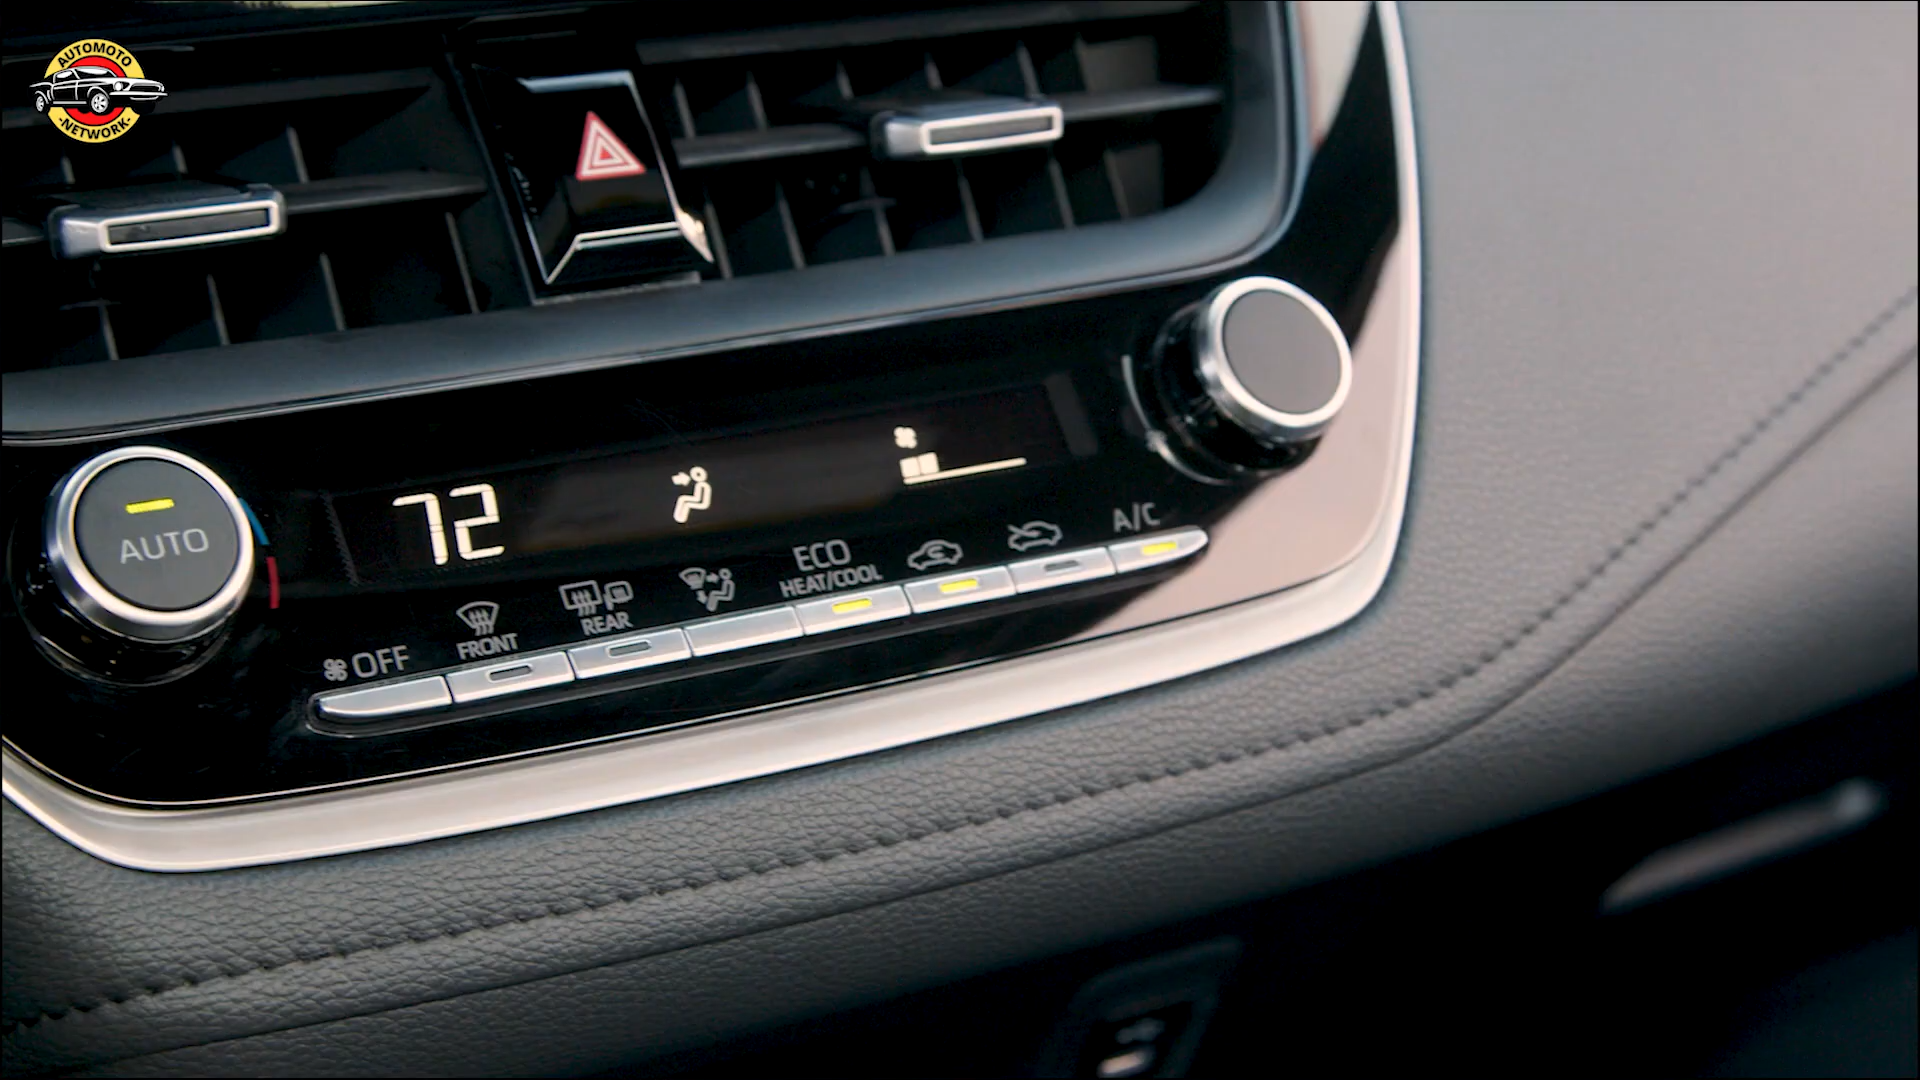 AUTOMOTO
-NETWORK-
AUTO
72
OFF
FRONT
REAR
ECO
HEAT/COOL
A/C